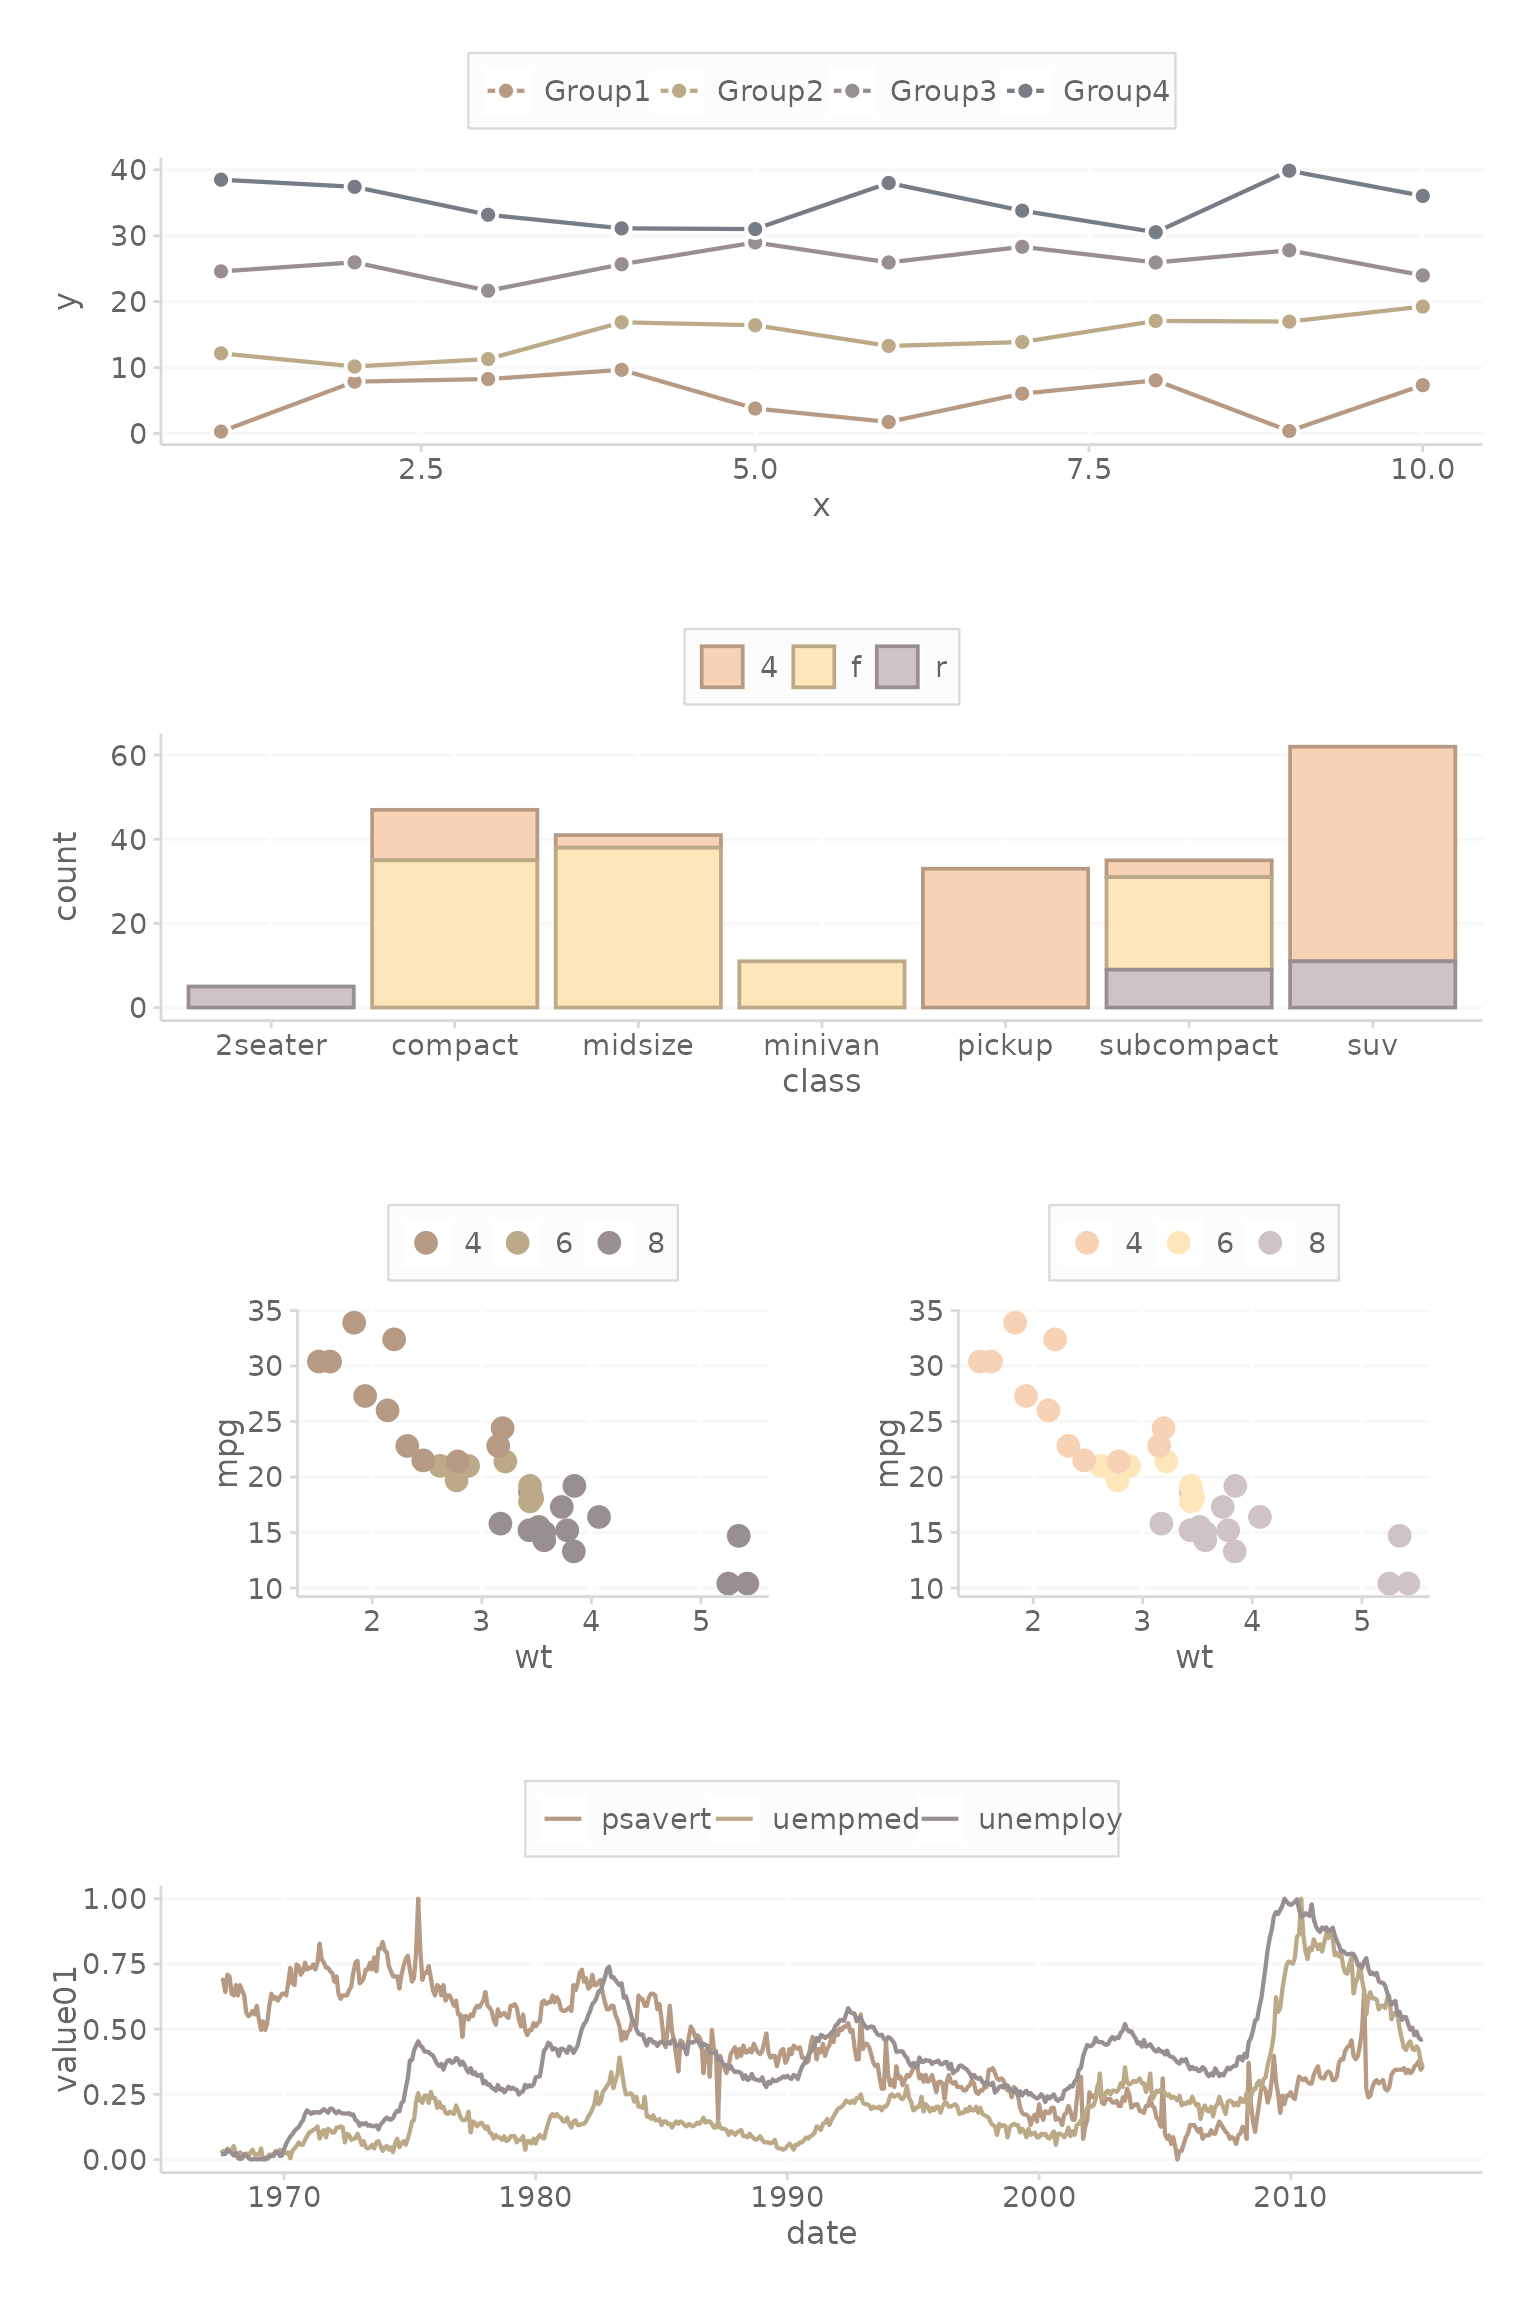 Group1 Group2 Group3 Group4
40
30
20
10
0
y
2.5 5.0 7.5 10.0
x
4 f r
60
40
20
0
count
2seater compact midsize minivan pickup subcompact suv
class
4 6 8
35
30
25
20
15
10
mpg
2 3 4 5
wt
4 6 8
35
30
25
20
15
10
mpg
2 3 4 5
wt
psavert uempmed unemploy
1.00
0.75
0.50
0.25
0.00
value01
1970 1980 1990 2000 2010
date